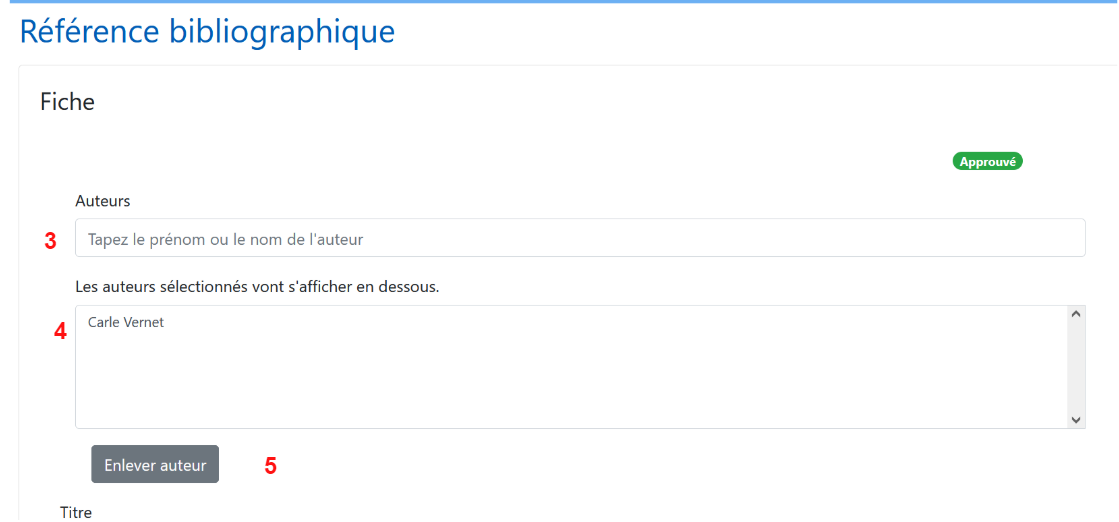 Référence bibliographique
Fiche
Approuvé
Auteurs
3 Tapez le prénom ou le nom de l'auteur
Les auteurs sélectionnés vont s'afficher en dessous.
4 Carle Vernet
Enlever auteur 5
Titre